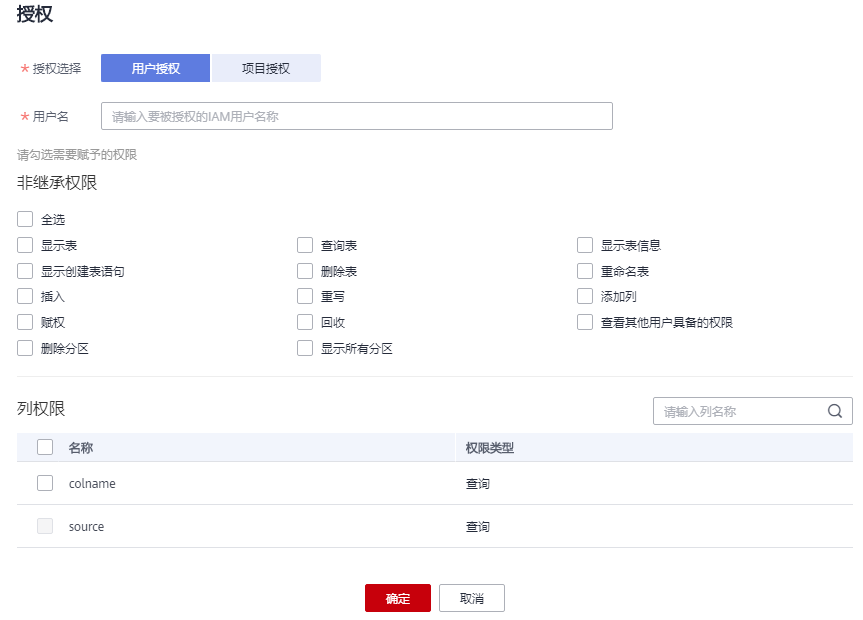 授权
* 授权选择 用户授权 项目授权
* 用户名 请输入要被授权的IAM用户名称
请勾选需要赋予的权限
非继承权限
全选
显示表 查询表 显示表信息
显示创建表语句 删除表 重命名表
插入 重写 添加列
赋权 回收 查看其他用户具备的权限
删除分区 显示所有分区
列权限 请输入列名称
名称 权限类型
colname 查询
source 查询
确定 取消